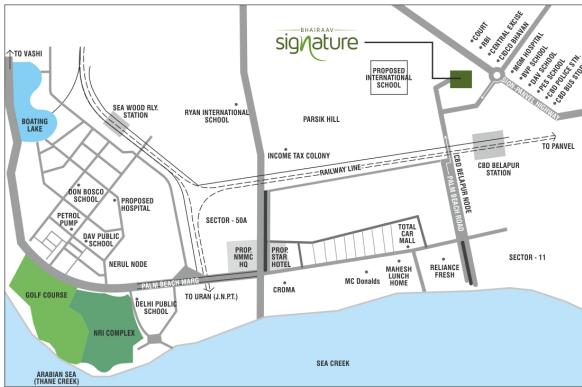 BHAIRAAV
signature
COURT
RBI
CENTRAL EXCISE
CIDCO BHAVAN
MGM HOSPITAL
BVP SCHOOL
DAV SCHOOL
PES SCHOOL
CBD POLICE STN.
CBD BUS STOP
TO VASHI
PROPOSED
INTERNATIONAL
SCHOOL
SEA WOOD RLY.
STATION
RYAN INTERNATIONAL
SCHOOL
PARSIK HILL
BOATING
LAKE
TO PANVEL
INCOME TAX COLONY
RAILWAY LINE
CBD BELAPUR
STATION
CBD BELAPUR NODE
PALM BEACH ROAD
DON BOSCO
SCHOOL
PROPOSED
HOSPITAL
PETROL
PUMP
DAV PUBLIC
SCHOOL
SECTOR - 50A
NERUL NODE
PROP.
NMMC
HQ
PROP.
STAR
HOTEL
TOTAL
CAR
MALL
SECTOR - 11
PALM BEACH MARG
GOLF COURSE
TO URAN (J.N.P.T.)
CROMA
MC Donalds
MAHESH
LUNCH
HOME
RELIANCE
FRESH
DELHI PUBLIC
SCHOOL
NRI COMPLEX
SEA CREEK
ARABIAN SEA
(THANE CREEK)